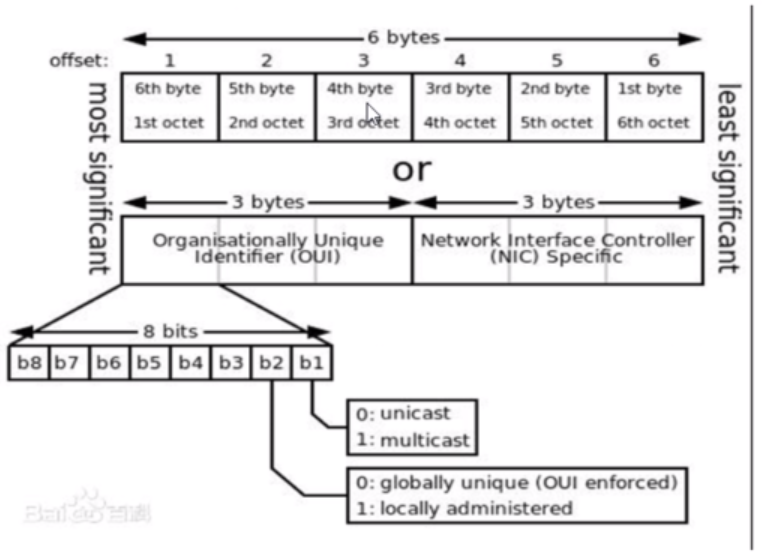 6 bytes
offset: 1 2 3 4 5 6
6th byte 5th byte 4th byte 3rd byte 2nd byte 1st byte
1st octet 2nd octet 3rd octet 4th octet 5th octet 6th octet
most significant
least significant
or
3 bytes 3 bytes
Organisationally Unique
Identifier (OUI)
Network Interface Controller
(NIC) Specific
8 bits
b8 b7 b6 b5 b4 b3 b2 b1
0: unicast
1: multicast
0: globally unique (OUI enforced)
1: locally administered
Bai百科